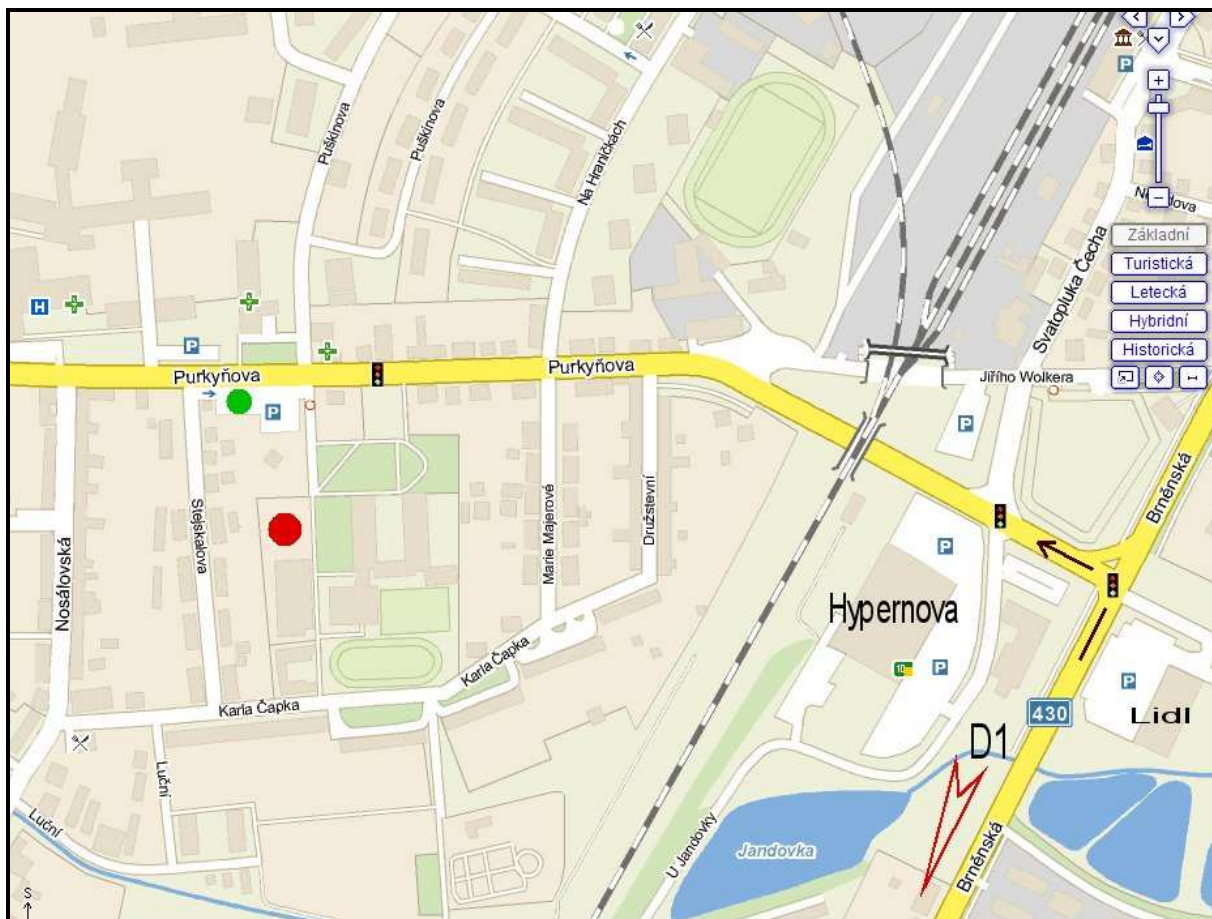 Puškinova
Puškinova
Na Hraničkách
Svatopluka Čecha
Základní
Turistická
Letecká
Hybridní
Historická
H
P
P
P
P
P
P
P
P
Purkyňova
Purkyňova
Jiřího Wolkera
Brněnská
Stejskalova
Nosálovská
Marie Majerové
Družstevní
Hypernova
Karla Čapka
Karla Čapka
430
Lidl
D1
Luční
Luční
U Jandovky
Jandovka
Brněnská
S